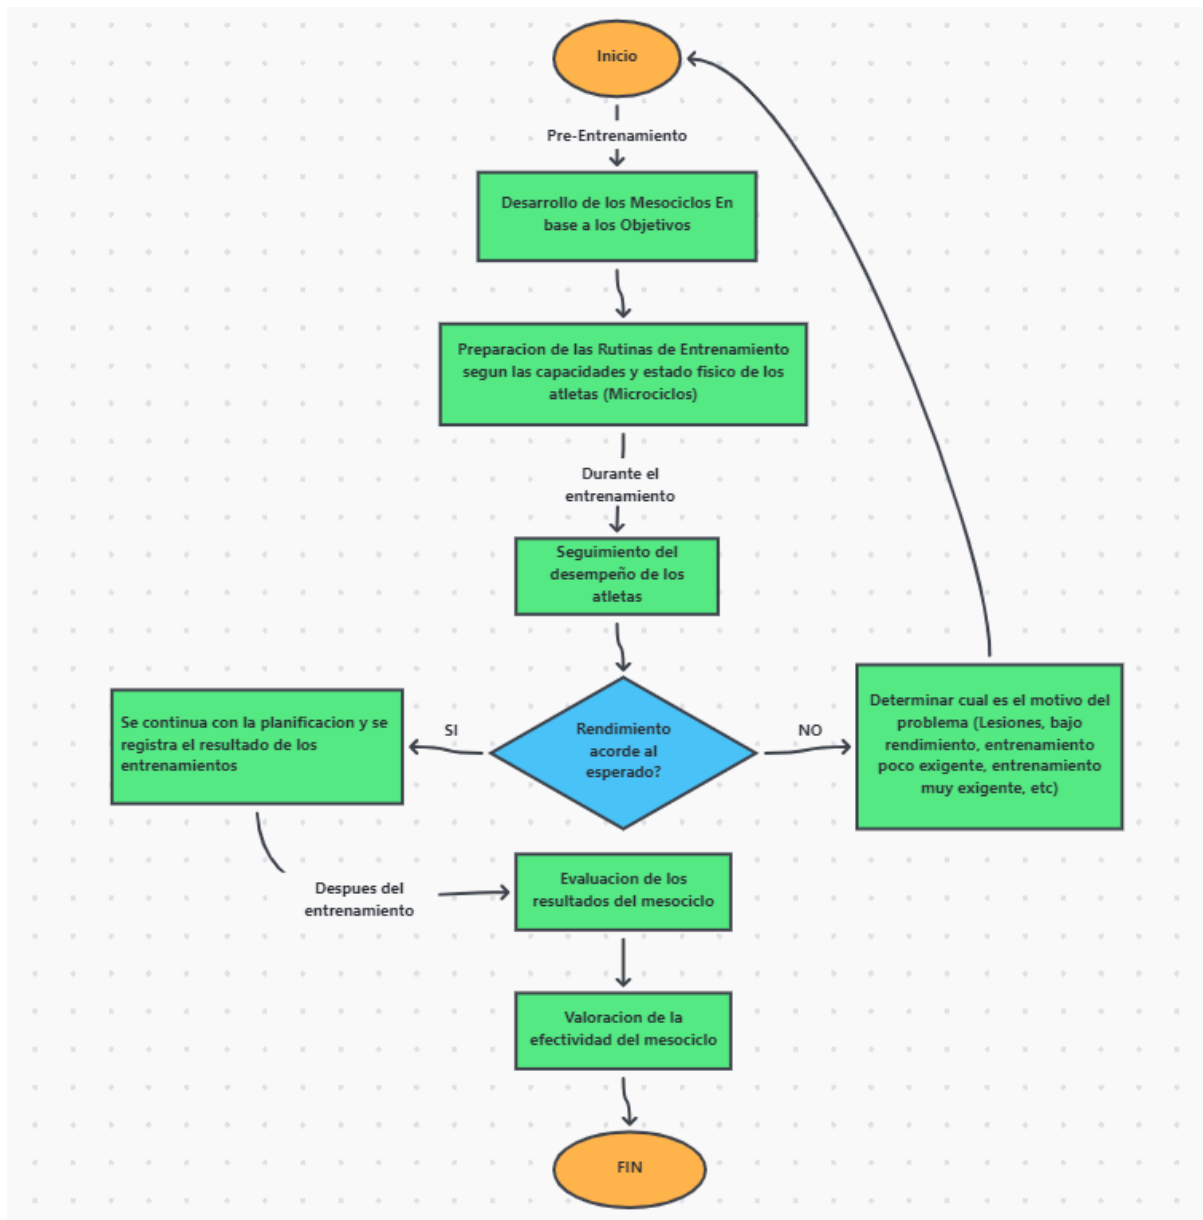 Inicio
Pre-Entrenamiento
Desarrollo de los Mesociclos En
base a los Objetivos
Preparacion de las Rutinas de Entrenamiento
segun las capacidades y estado fisico de los
atletas (Microciclos)
Durante el
entrenamiento
Seguimiento del
desempeño de los
atletas
Rendimiento
acorde al
esperado?
SI
NO
Se continua con la planificacion y se
registra el resultado de los
entrenamientos
Determinar cual es el motivo del
problema (Lesiones, bajo
rendimiento, entrenamiento
poco exigente, entrenamiento
muy exigente, etc)
Despues del
entrenamiento
Evaluacion de los
resultados del mesociclo
Valoracion de la
efectividad del mesociclo
FIN